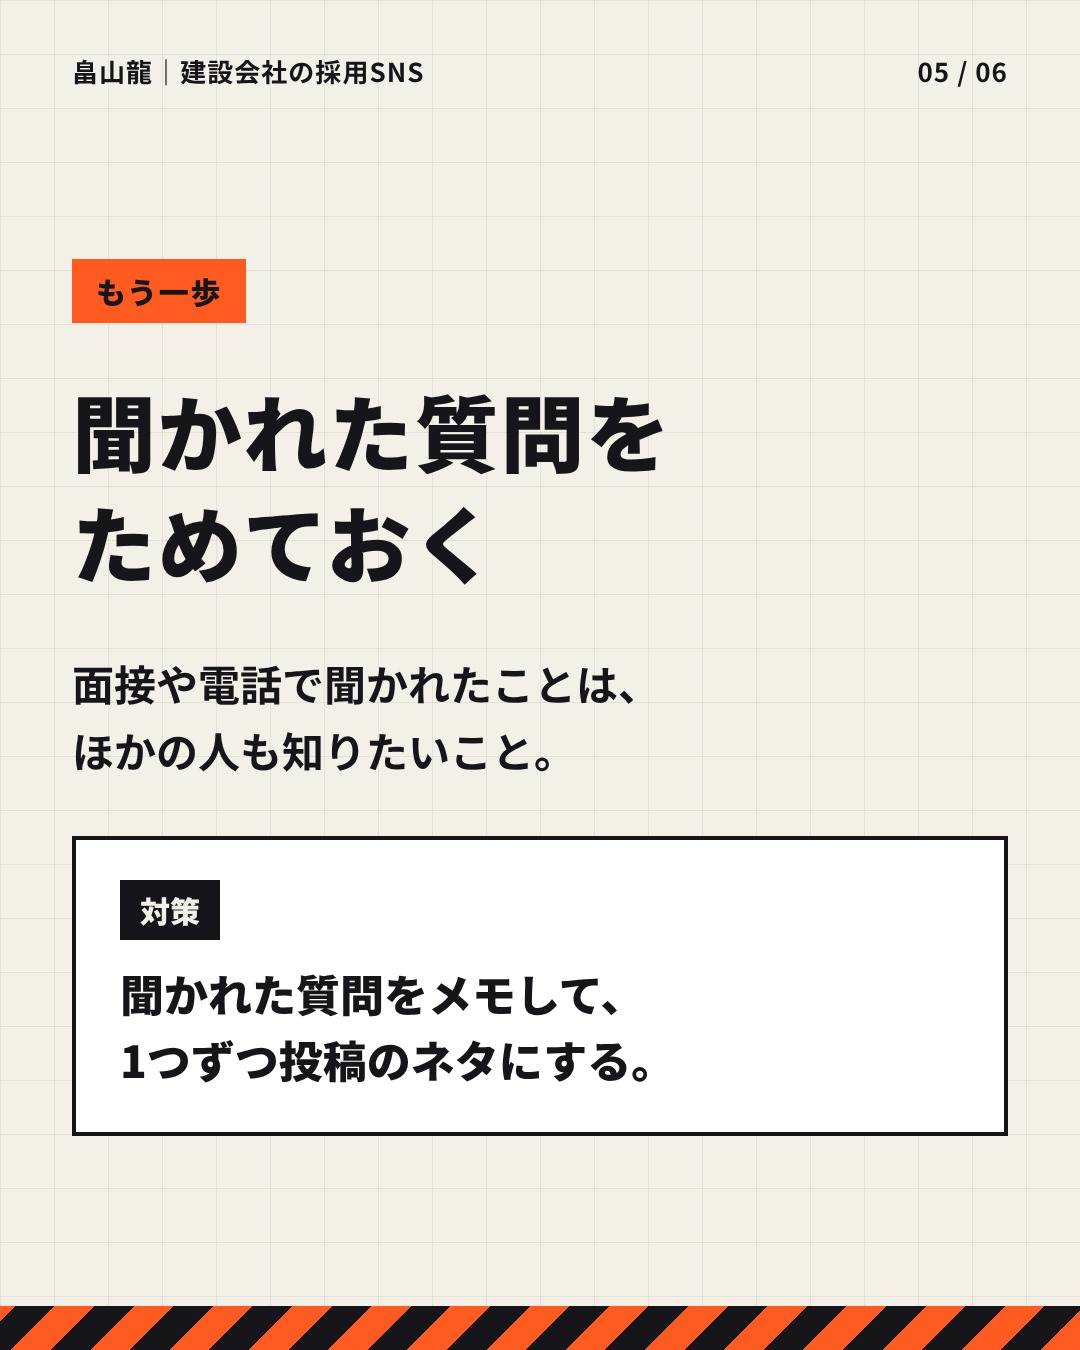 畠山龍｜建設会社の採用SNS
05 / 06
もう一歩
聞かれた質問を
ためておく
面接や電話で聞かれたことは、
ほかの人も知りたいこと。
対策
聞かれた質問をメモして、
1つずつ投稿のネタにする。